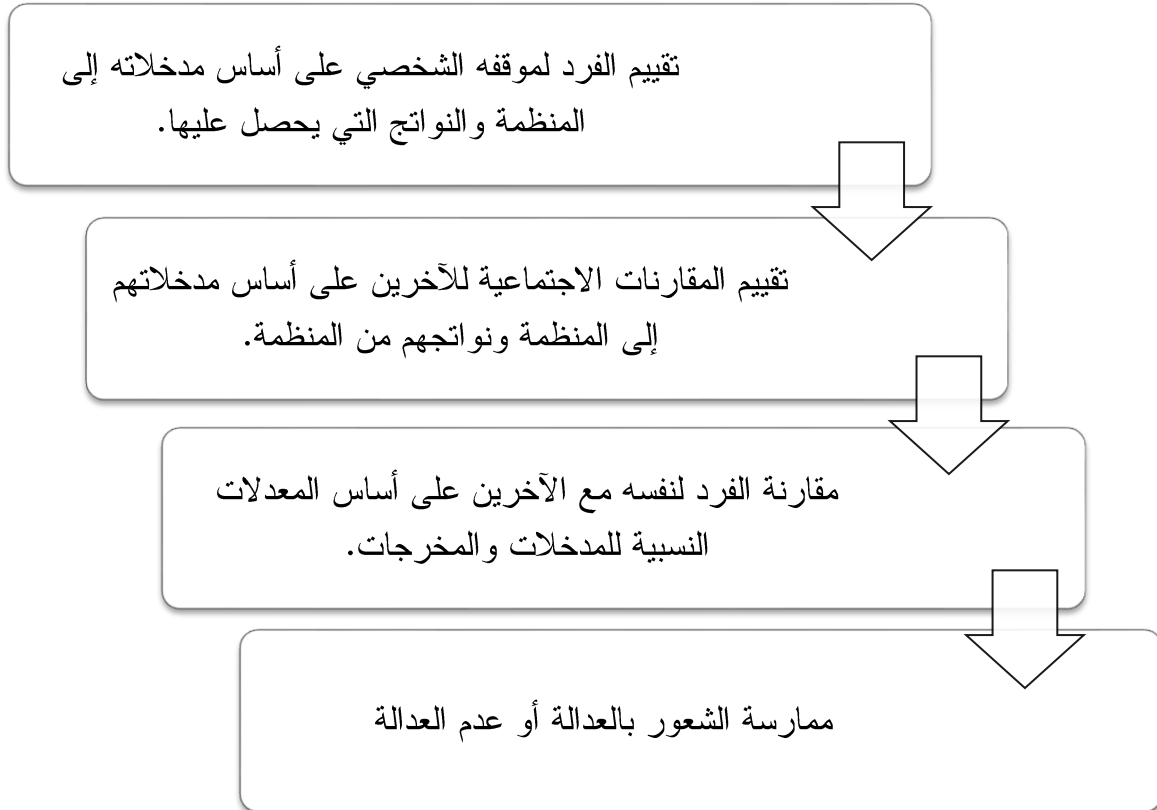 تقييم الفرد لموقفه الشخصي على أساس مدخلاته إلى
المنظمة والنواتج التي يحصل عليها.
تقييم المقارنات الاجتماعية للآخرين على أساس مدخلاتهم
إلى المنظمة ونواتجهم من المنظمة.
مقارنة الفرد لنفسه مع الآخرين على أساس المعدلات
النسبية للمدخلات والمخرجات.
ممارسة الشعور بالعدالة أو عدم العدالة